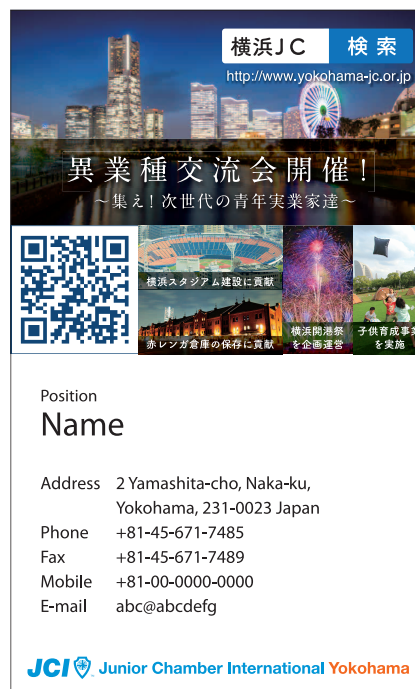 横浜JC 検索
http://www.yokohama-jc.or.jp
異業種交流会開催!
~集え!次世代の青年実業家達~
横浜スタジアム建設に貢献
赤レンガ倉庫の保存に貢献
横浜開港祭
を企画運営
子供育成事業
を実施
Position
Name
Address 2 Yamashita-cho, Naka-ku,
Yokohama, 231-0023 Japan
Phone +81-45-671-7485
Fax +81-45-671-7489
Mobile +81-00-0000-0000
E-mail abc@abcdefg
JCI Junior Chamber International Yokohama